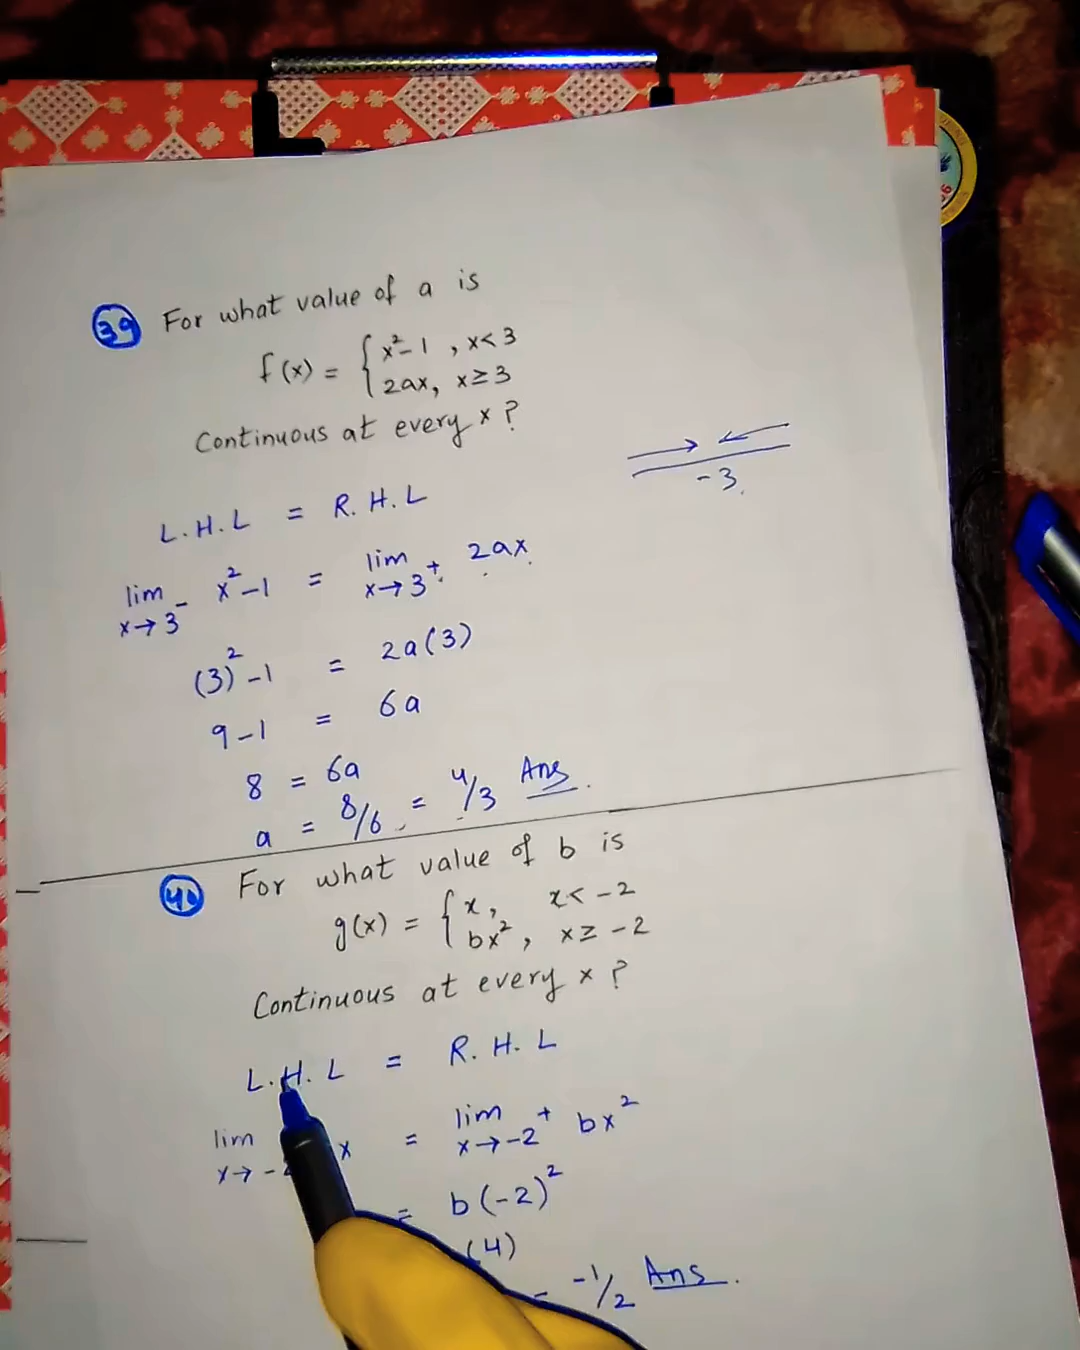 39 For what value of a is
f(x) = { x²-1 , x<3
2ax, x≥3
Continuous at every x ?
-3.
L.H.L = R.H.L
lim x→3⁻ x²-1 = lim x→3⁺ 2ax
(3)²-1 = 2a(3)
9-1 = 6a
8 = 6a
a = 8/6 = 4/3 Ans.
40 For what value of b is
g(x) = { x, x<-2
bx², x≥-2
Continuous at every x ?
L.H.L = R.H.L
lim x→- x = lim x→-2⁺ bx²
= b(-2)²
(4)
= -1/2 Ans.